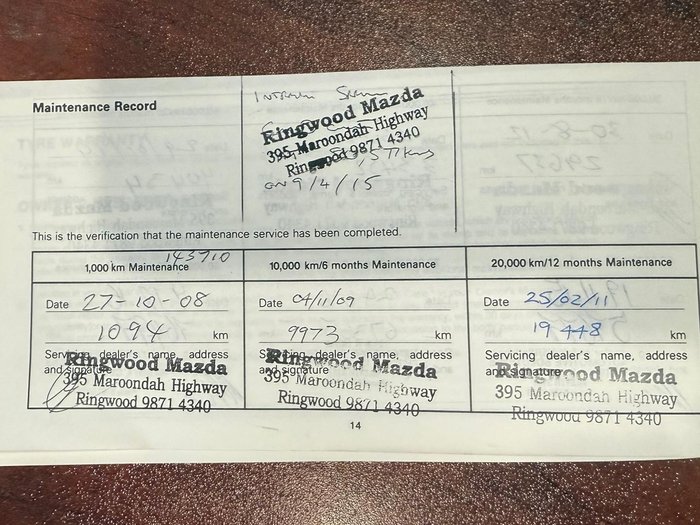 Maintenance Record
INTERIM
Ringwood Mazda
395 Maroondah Highway
Ringwood 9871 4340
ON 9/4/15
This is the verification that the maintenance service has been completed.
143710
1,000 km Maintenance
Date 27-10-08
1094 km
Servicing dealer's name, address
and signature
Ringwood Mazda
395 Maroondah Highway
Ringwood 9871 4340
10,000 km/6 months Maintenance
Date 04/11/09
9973 km
Servicing dealer's name, address
and signature
Ringwood Mazda
395 Maroondah Highway
Ringwood 9871 4340
20,000 km/12 months Maintenance
Date 25/02/11
19 448 km
Servicing dealer's name, address
and signature
Ringwood Mazda
395 Maroondah Highway
Ringwood 9871 4340
14